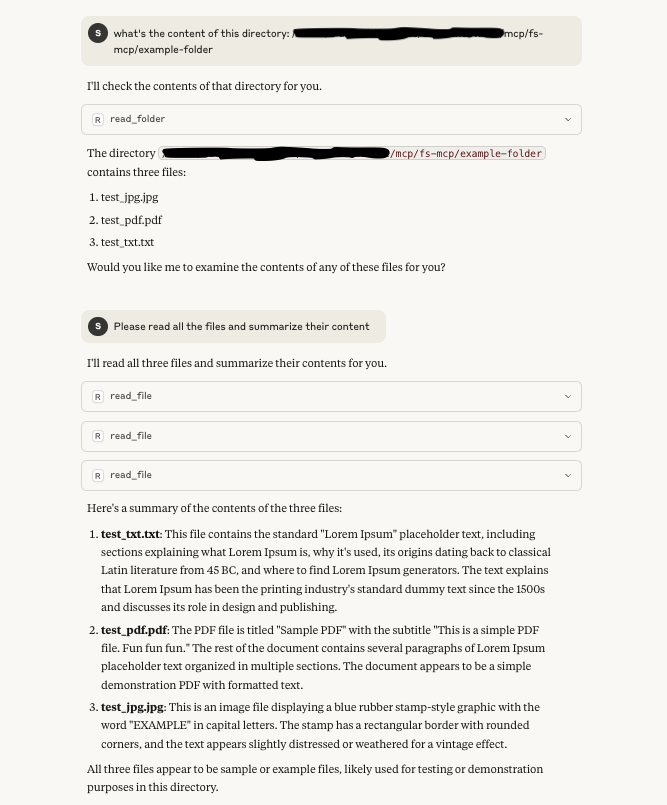 S what's the content of this directory: /mcp/fs-
mcp/example-folder
I'll check the contents of that directory for you.
R read_folder
The directory /mcp/fs-mcp/example-folder
contains three files:
1. test_jpg.jpg
2. test_pdf.pdf
3. test_txt.txt
Would you like me to examine the contents of any of these files for you?
S Please read all the files and summarize their content
I'll read all three files and summarize their contents for you.
R read_file
R read_file
R read_file
Here's a summary of the contents of the three files:
1. test_txt.txt: This file contains the standard "Lorem Ipsum" placeholder text, including
sections explaining what Lorem Ipsum is, why it's used, its origins dating back to classical
Latin literature from 45 BC, and where to find Lorem Ipsum generators. The text explains
that Lorem Ipsum has been the printing industry's standard dummy text since the 1500s
and discusses its role in design and publishing.
2. test_pdf.pdf: The PDF file is titled "Sample PDF" with the subtitle "This is a simple PDF
file. Fun fun fun." The rest of the document contains several paragraphs of Lorem Ipsum
placeholder text organized in multiple sections. The document appears to be a simple
demonstration PDF with formatted text.
3. test_jpg.jpg: This is an image file displaying a blue rubber stamp-style graphic with the
word "EXAMPLE" in capital letters. The stamp has a rectangular border with rounded
corners, and the text appears slightly distressed or weathered for a vintage effect.
All three files appear to be sample or example files, likely used for testing or demonstration
purposes in this directory.